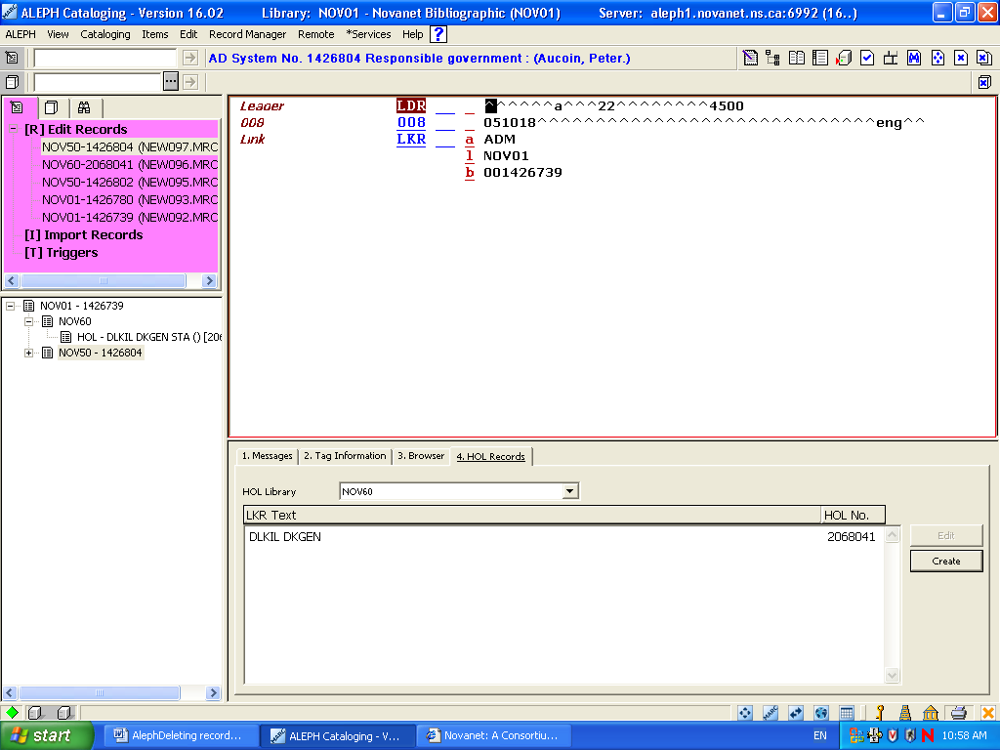 ALEPH Cataloging - Version 16.02 Library: NOV01 - Novanet Bibliographic (NOV01) Server: aleph1.novanet.ns.ca:6992 (16..)
ALEPH View Cataloging Items Edit Record Manager Remote *Services Help ?
AD System No. 1426804 Responsible government : (Aucoin, Peter.)
[R] Edit Records
NOV50-1426804 (NEW097.MRC
NOV60-2068041 (NEW096.MRC
NOV50-1426802 (NEW095.MRC
NOV01-1426780 (NEW093.MRC
NOV01-1426739 (NEW092.MRC
[I] Import Records
[T] Triggers
NOV01 - 1426739
NOV60
HOL - DLKIL DKGEN STA () [206
NOV50 - 1426804
Leader LDR ^^^^^^a^^^22^^^^^^^^4500
008 008 051018^^^^^^^^^^^^^^^^^^^^^^^^^^^^^eng^^
Link LKR a ADM
l NOV01
b 001426739
1. Messages 2. Tag Information 3. Browser 4. HOL Records
HOL Library NOV60
LKR Text HOL No.
DLKIL DKGEN 2068041
Edit
Create
start AlephDeleting record... ALEPH Cataloging - V... Novanet: A Consortiu... EN 10:58 AM